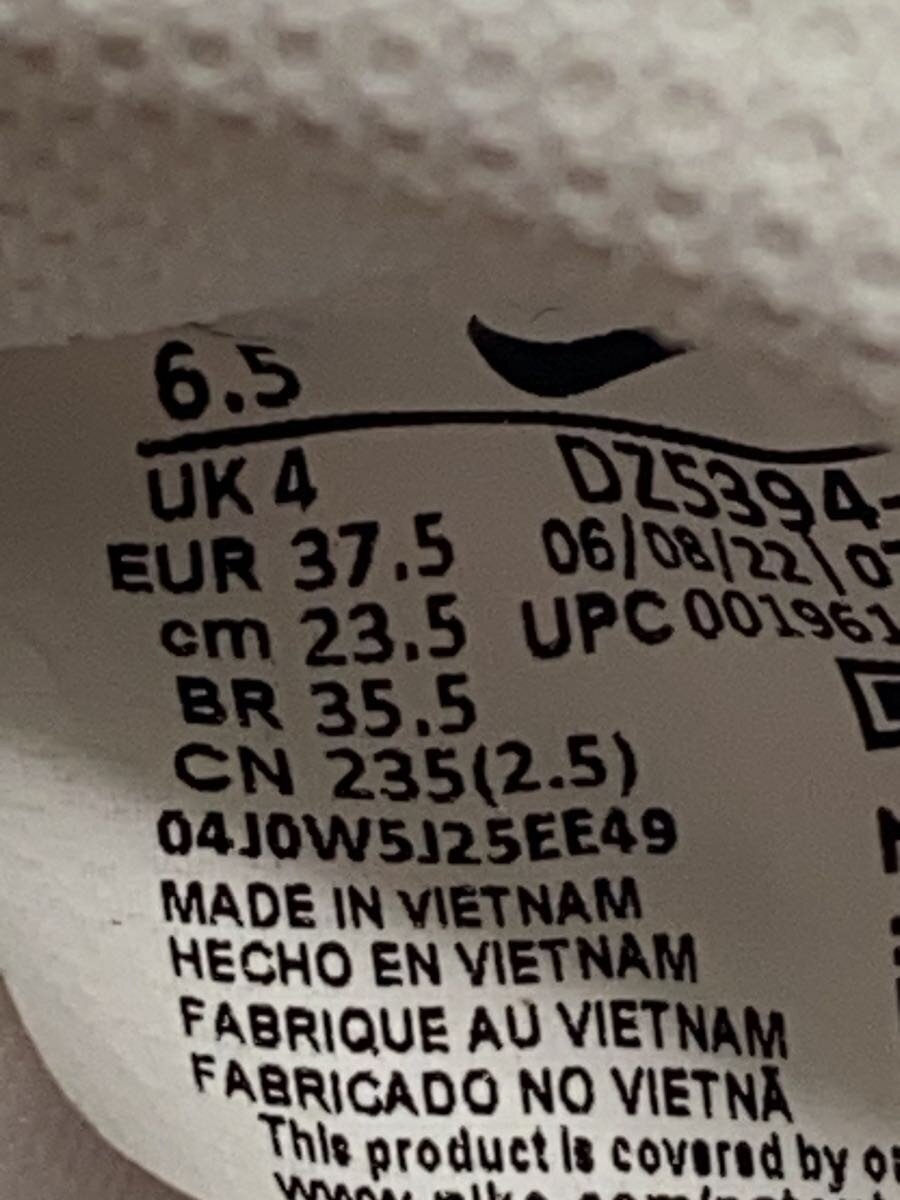 6.5
UK 4
DZ5394-
EUR 37.5
06/08/22
cm 23.5
UPC 001961
BR 35.5
CN 235(2.5)
04J0W5J25EE49
MADE IN VIETNAM
HECHO EN VIETNAM
FABRIQUE AU VIETNAM
FABRICADO NO VIETNÃ
This product is covered by